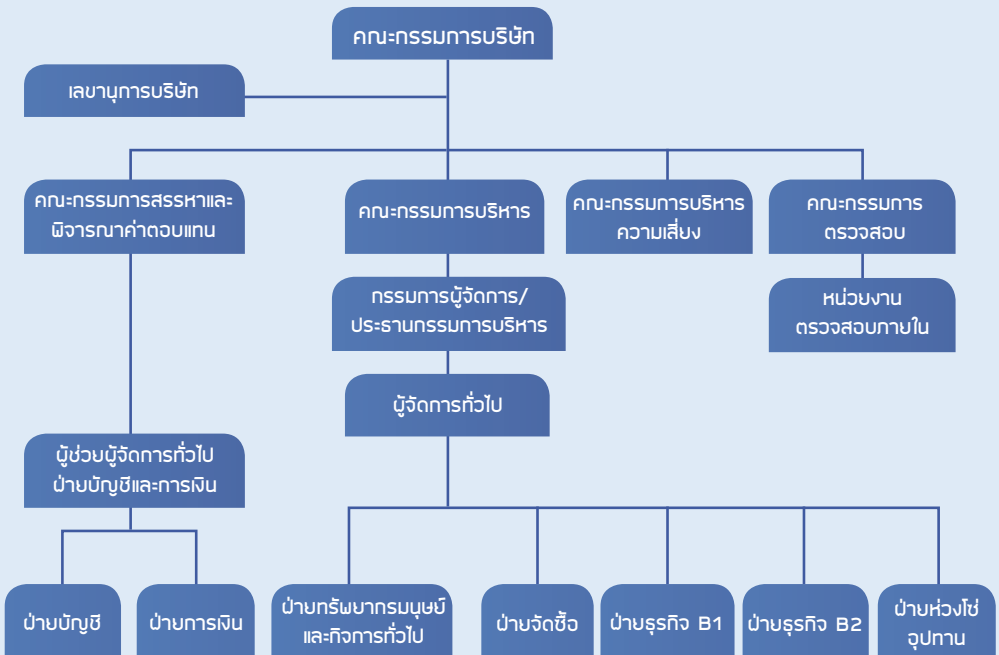 คณะกรรมการบริษัท
เลขานุการบริษัท
คณะกรรมการสรรหาและ
พิจารณาค่าตอบแทน
คณะกรรมการบริหาร
คณะกรรมการบริหาร
ความเสี่ยง
คณะกรรมการ
ตรวจสอบ
กรรมการผู้จัดการ/
ประธานกรรมการบริหาร
หน่วยงาน
ตรวจสอบภายใน
ผู้จัดการทั่วไป
ผู้ช่วยผู้จัดการทั่วไป
ฝ่ายบัญชีและการเงิน
ฝ่ายบัญชี
ฝ่ายการเงิน
ฝ่ายทรัพยากรมนุษย์
และกิจการทั่วไป
ฝ่ายจัดซื้อ
ฝ่ายธุรกิจ B1
ฝ่ายธุรกิจ B2
ฝ่ายห่วงโซ่
อุปทาน